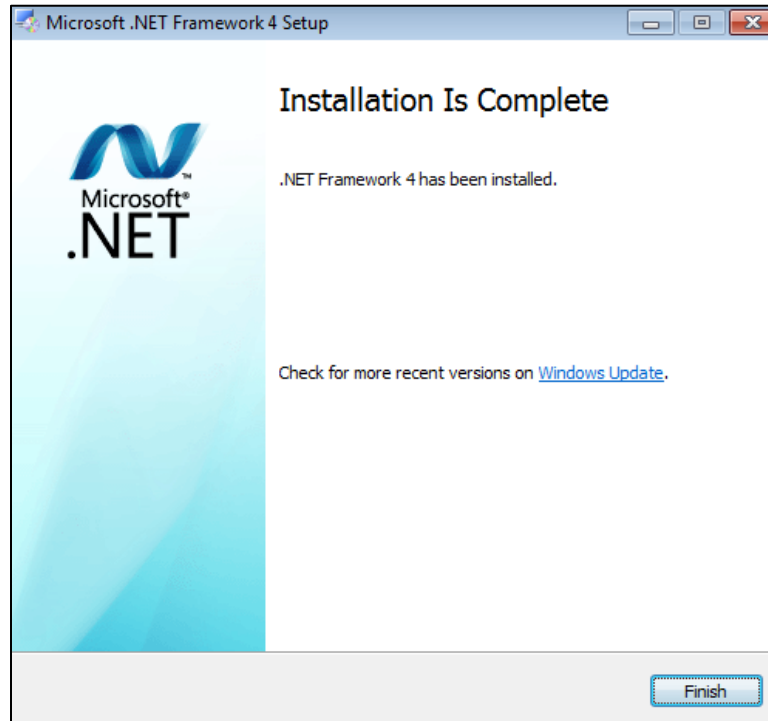 Microsoft .NET Framework 4 Setup
Installation Is Complete
.NET Framework 4 has been installed.
Microsoft®
.NET™
Check for more recent versions on Windows Update.
Finish